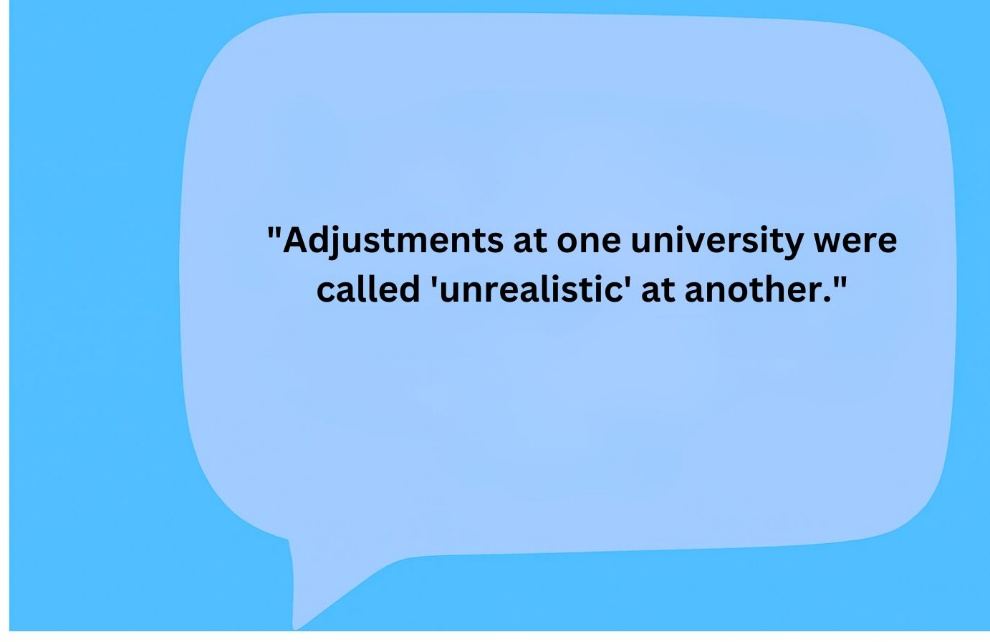 "Adjustments at one university were
called 'unrealistic' at another."